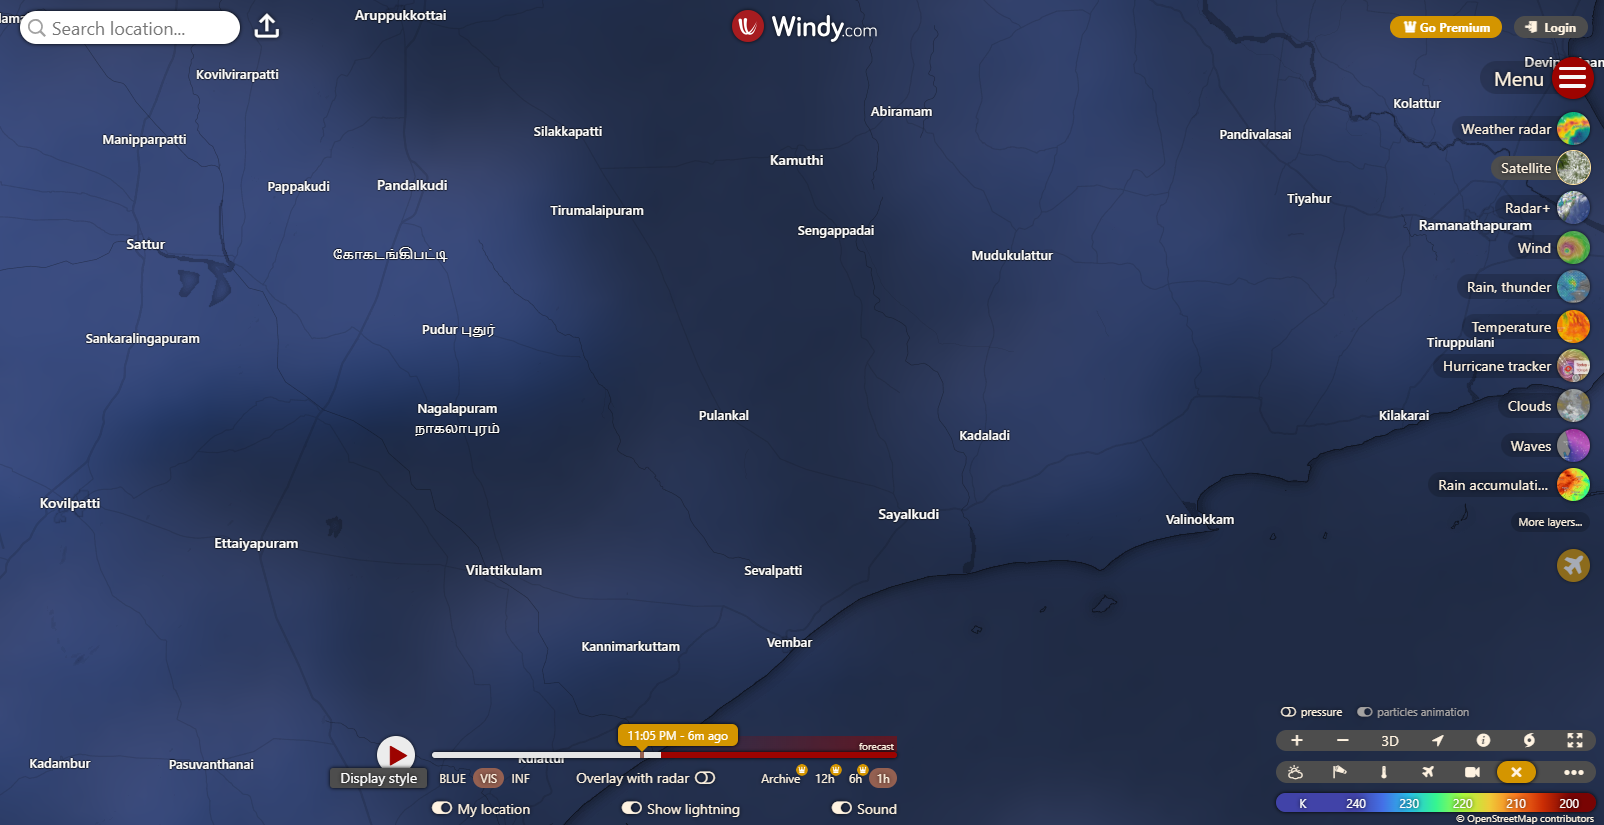 Search location...
Aruppukkottai
Windy.com
Go Premium
Login
Menu
Kovilvirarpatti
Kolattur
Abiramam
Weather radar
Silakkapatti
Pandivalasai
Manipparpatti
Kamuthi
Satellite
Pappakudi
Pandalkudi
Tiyahur
Radar+
Tirumalaipuram
Ramanathapuram
Sengappadai
Sattur
Wind
கோகடங்கிபட்டி
Mudukulattur
Rain, thunder
Temperature
Pudur புதுர்
Sankaralingapuram
Tiruppulani
Hurricane tracker
Clouds
Nagalapuram
நாகலாபுரம்
Pulankal
Kilakarai
Kadaladi
Waves
Rain accumulati...
Kovilpatti
Sayalkudi
Valinokkam
More layers...
Ettaiyapuram
Vilattikulam
Sevalpatti
Kannimarkuttam
Vembar
pressure
particles animation
11:05 PM - 6m ago
forecast
3D
Kadambur
Pasuvanthanai
Kulattur
Display style
BLUE VIS INF
Overlay with radar
Archive 12h 6h 1h
My location
Show lightning
Sound
K 240 230 220 210 200
© OpenStreetMap contributors